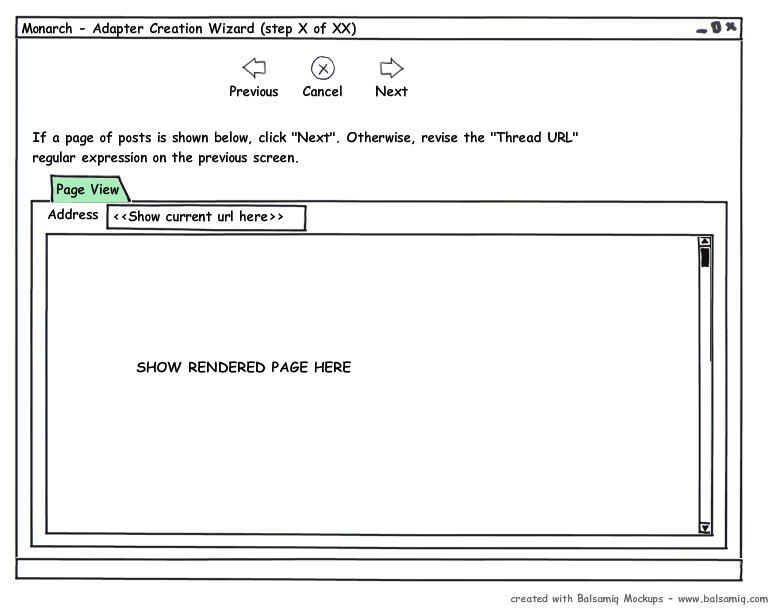 Monarch - Adapter Creation Wizard (step X of XX)
Previous Cancel Next
If a page of posts is shown below, click "Next". Otherwise, revise the "Thread URL"
regular expression on the previous screen.
Page View
Address <<Show current url here>>
SHOW RENDERED PAGE HERE
created with Balsamiq Mockups - www.balsamiq.com